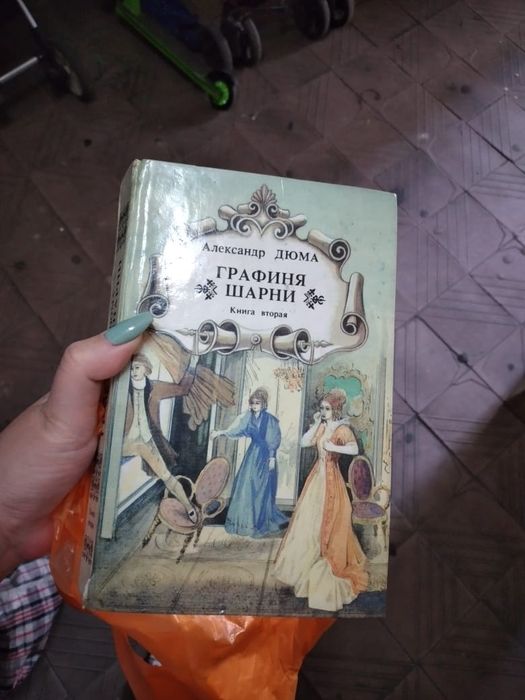 Александр ДЮМА
ГРАФИНЯ
ШАРНИ
Книга вторая